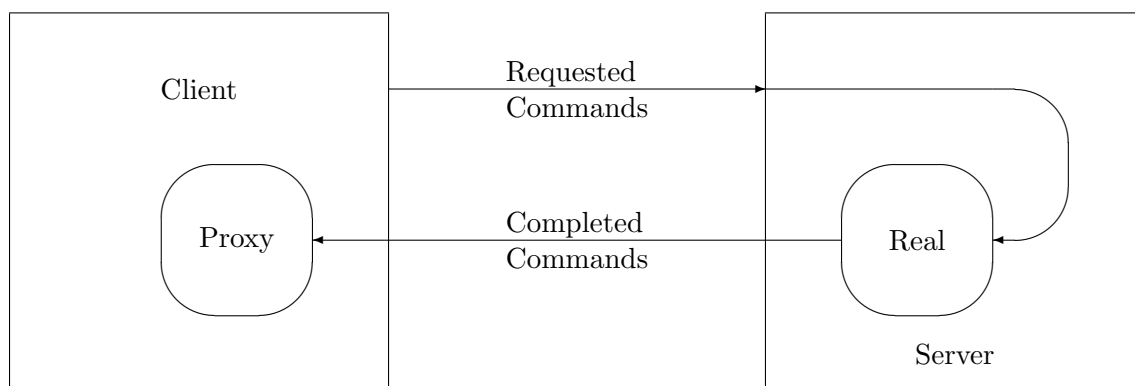 Client
Requested
Commands
Proxy
Completed
Commands
Real
Server